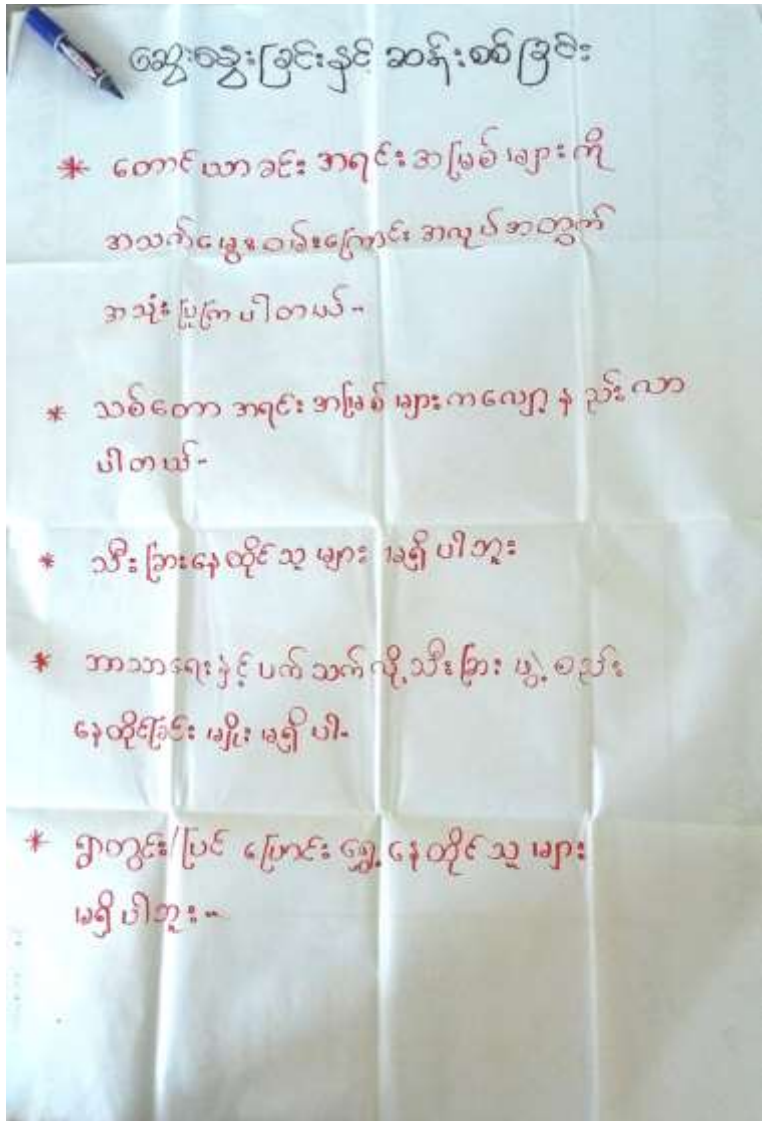 ဆွေးနွေးခြင်းနှင့် ဆန်းစစ်ခြင်း
* တောင်ယာခင်း အရင်းအမြစ်များကို
အသက်မွေးဝမ်းကြောင်း အလုပ်အတွက်
အသုံးပြုကြပါတယ်-
* သစ်တော အရင်းအမြစ်များကလျော့နည်းလာ
ပါတယ်-
* သီးခြားနေထိုင်သူများ မရှိပါဘူး
* ဘာသာရေးနှင့်ပက်သက်လို့သီးခြား ဖွဲ့စည်း
နေထိုင်ခြင်းမျိုးမရှိပါ-
* ရွာတွင်း/ပြင် ပြောင်းရွှေ့နေထိုင်သူများ
မရှိပါဘူး-